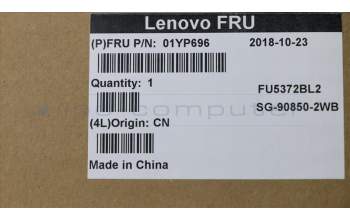 Lenovo FRU
(P)FRU P/N: 01YP696 2018-10-23
Quantity: 1
FU5372BL2
SG-90850-2WB
(4L)Origin: CN
Made in China